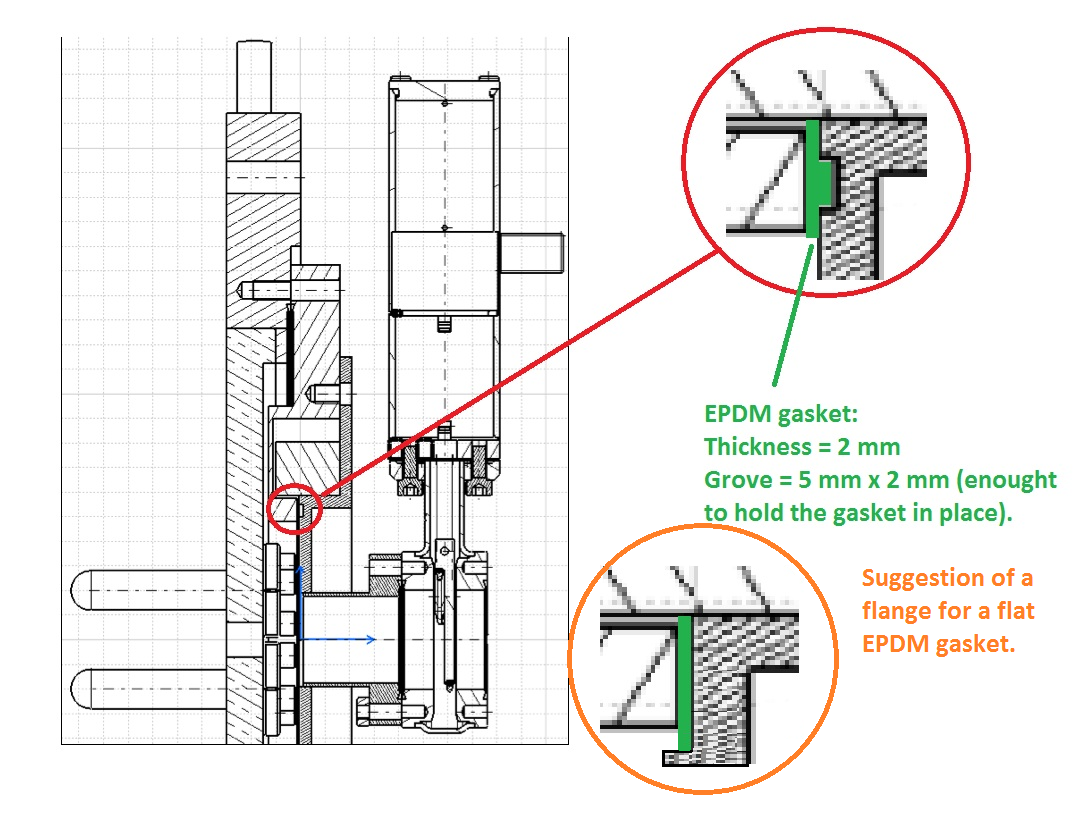 EPDM gasket:
Thickness = 2 mm
Grove = 5 mm x 2 mm (enought
to hold the gasket in place).
Suggestion of a
flange for a flat
EPDM gasket.